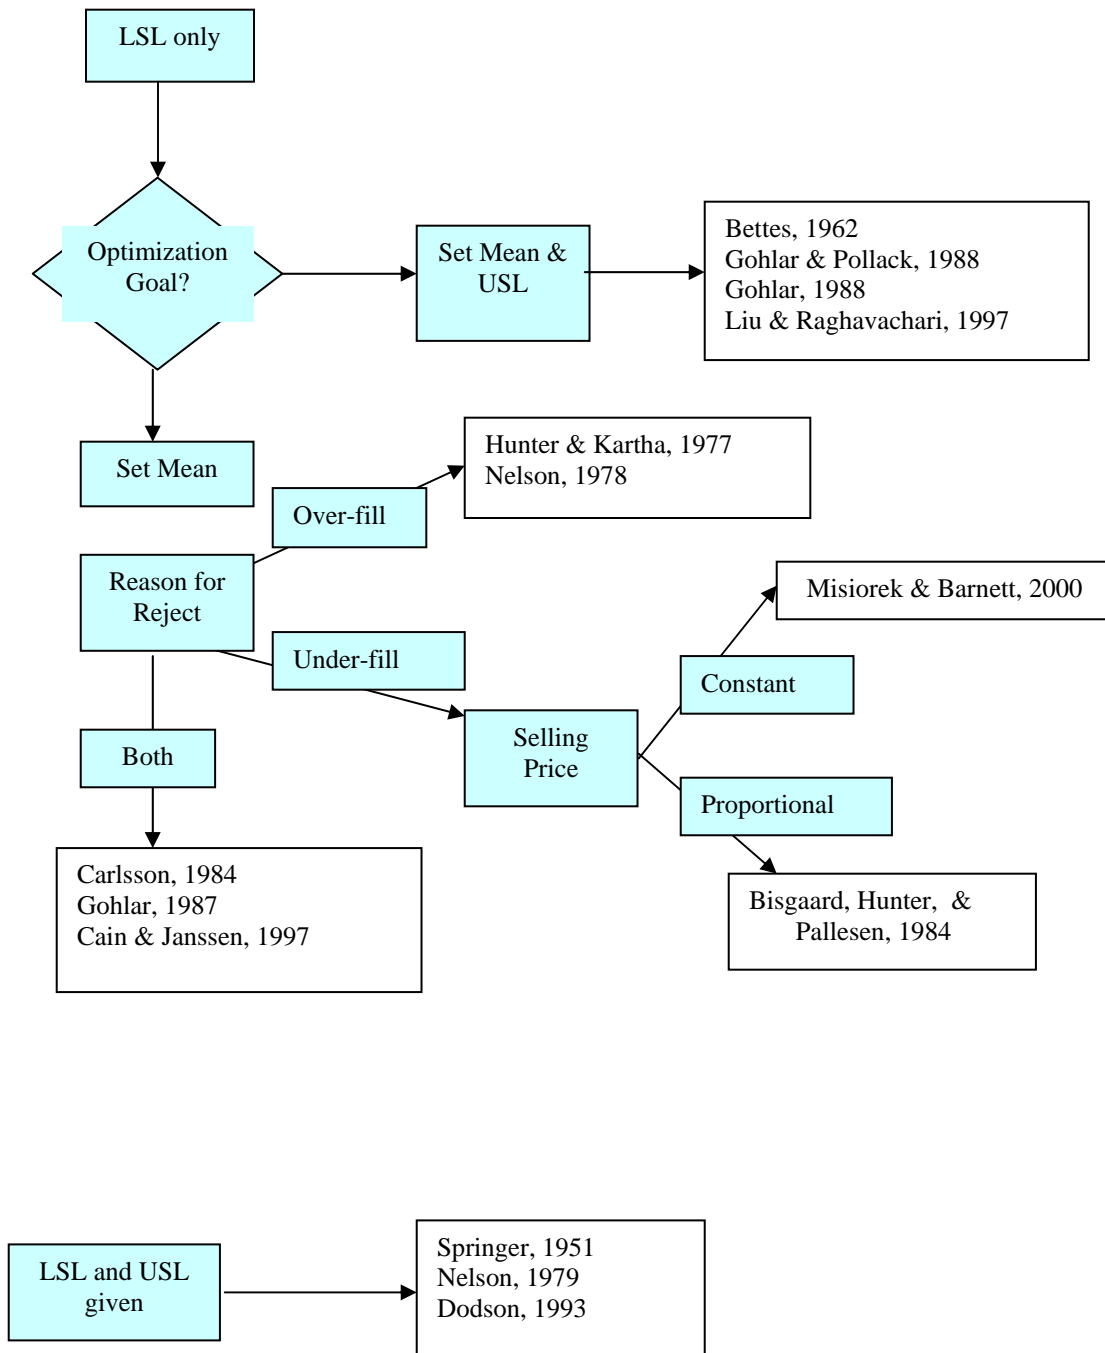 LSL only
Optimization
Goal?
Set Mean &
USL
Bettes, 1962
Gohlar & Pollack, 1988
Gohlar, 1988
Liu & Raghavachari, 1997
Set Mean
Hunter & Kartha, 1977
Nelson, 1978
Over-fill
Reason for
Reject
Misiorek & Barnett, 2000
Under-fill
Constant
Selling
Price
Both
Proportional
Carlsson, 1984
Gohlar, 1987
Cain & Janssen, 1997
Bisgaard, Hunter, &
Pallesen, 1984
LSL and USL
given
Springer, 1951
Nelson, 1979
Dodson, 1993